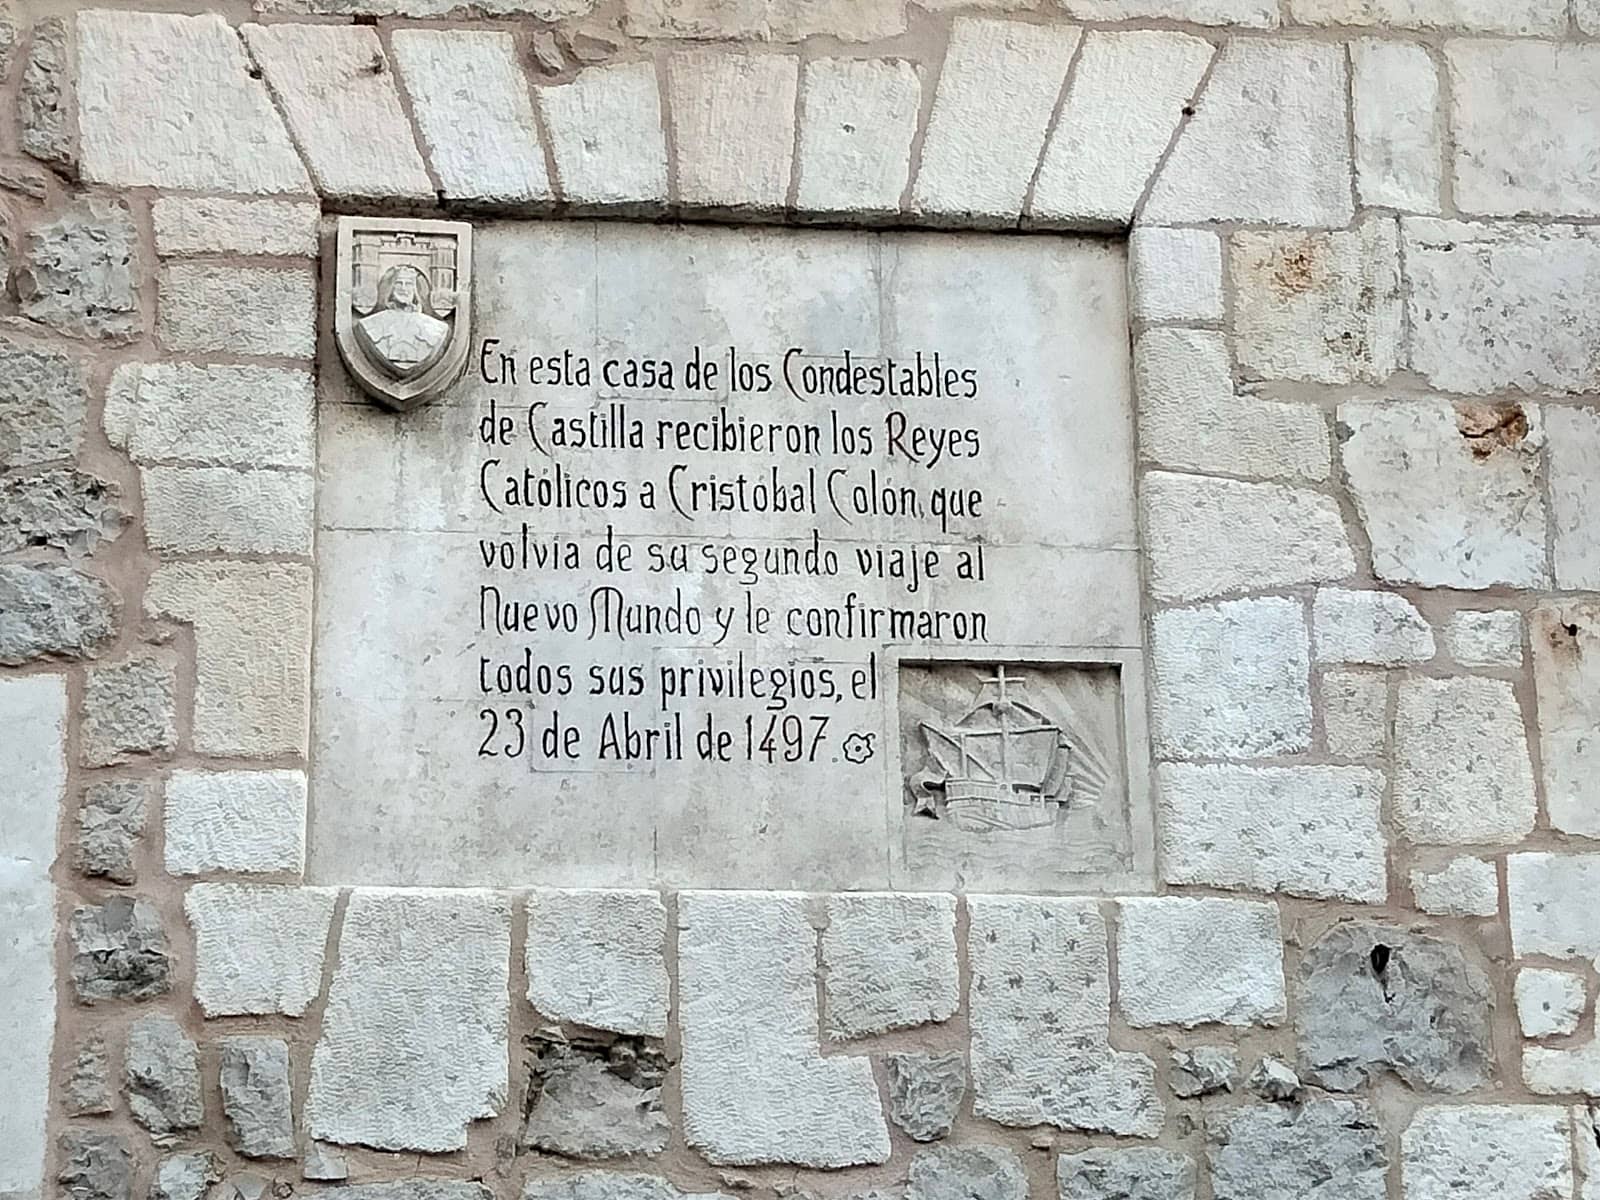 En esta casa de los Condestables
de Castilla recibieron los Reyes
Católicos a Cristóbal Colón, que
volvia de su segundo viaje al
Nuevo Mundo y le confirmaron
todos sus privilegios, el
23 de Abril de 1497.